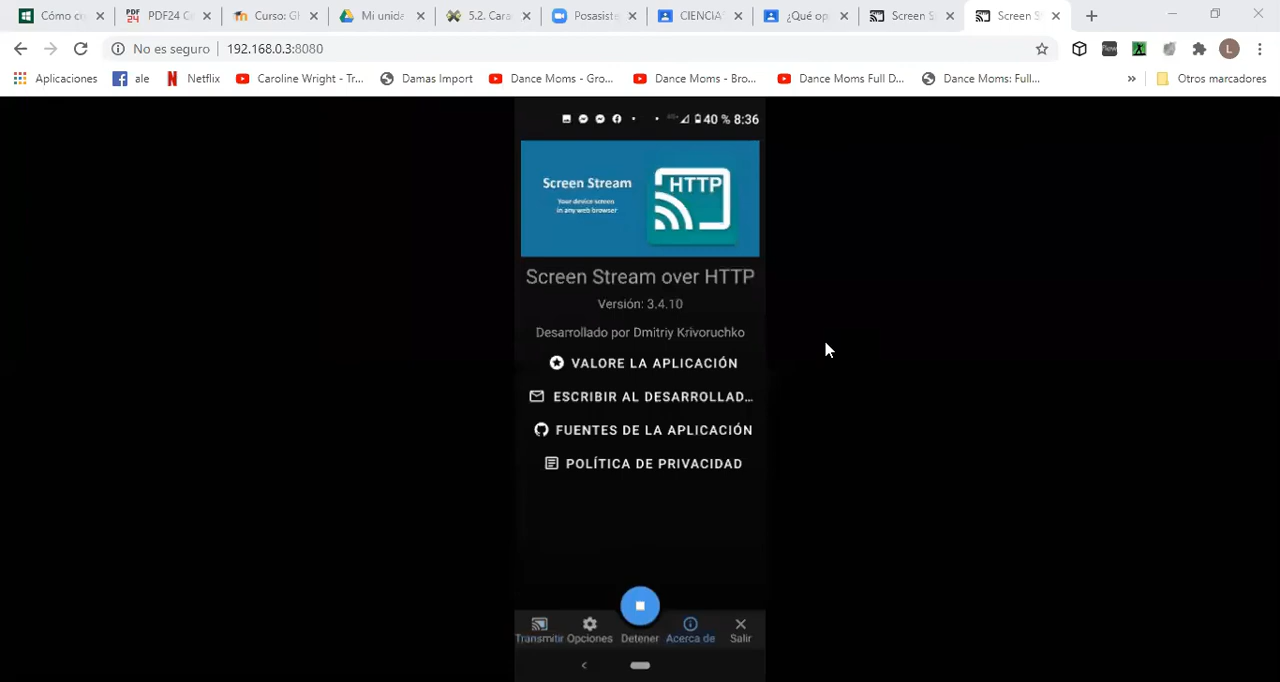 Cómo cr
PDF24 C
Curso: G
Mi unida
5.2. Cara
Posasiste
CIENCIA
¿Qué op
Screen S
Screen S
No es seguro
192.168.0.3:8080
L
Aplicaciones
ale
Netflix
Caroline Wright - Tr...
Damas Import
Dance Moms - Gro...
Dance Moms - Bro...
Dance Moms Full D...
Dance Moms: Full...
»
Otros marcadores
40 % 8:36
Screen Stream
Your device screen
in any web browser
HTTP
Screen Stream over HTTP
Versión: 3.4.10
Desarrollado por Dmitriy Krivoruchko
VALORE LA APLICACIÓN
ESCRIBIR AL DESARROLLAD...
FUENTES DE LA APLICACIÓN
POLÍTICA DE PRIVACIDAD
Transmitir Opciones Detener Acerca de Salir